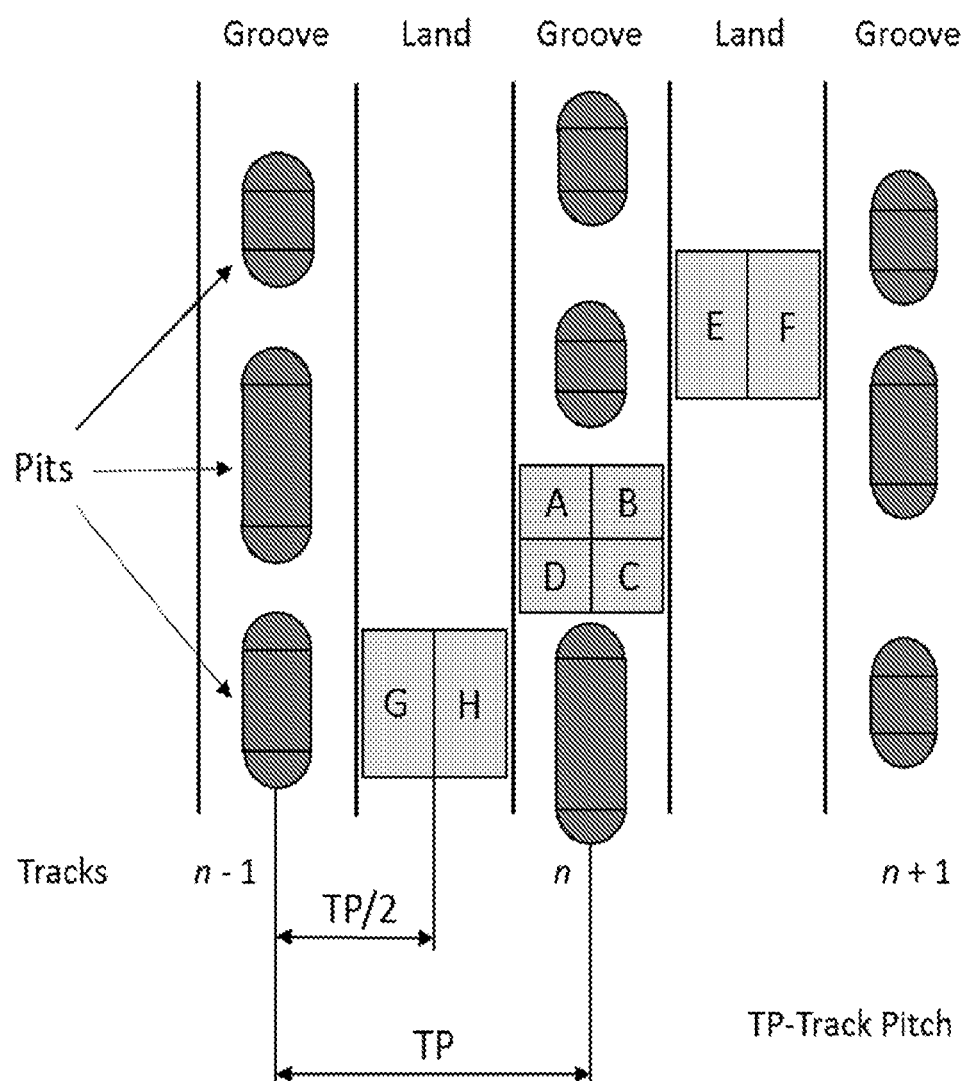 Groove Land Groove Land Groove
E F
Pits
A B
D C
G H
Tracks n - 1 n n + 1
TP/2
TP-Track Pitch
TP